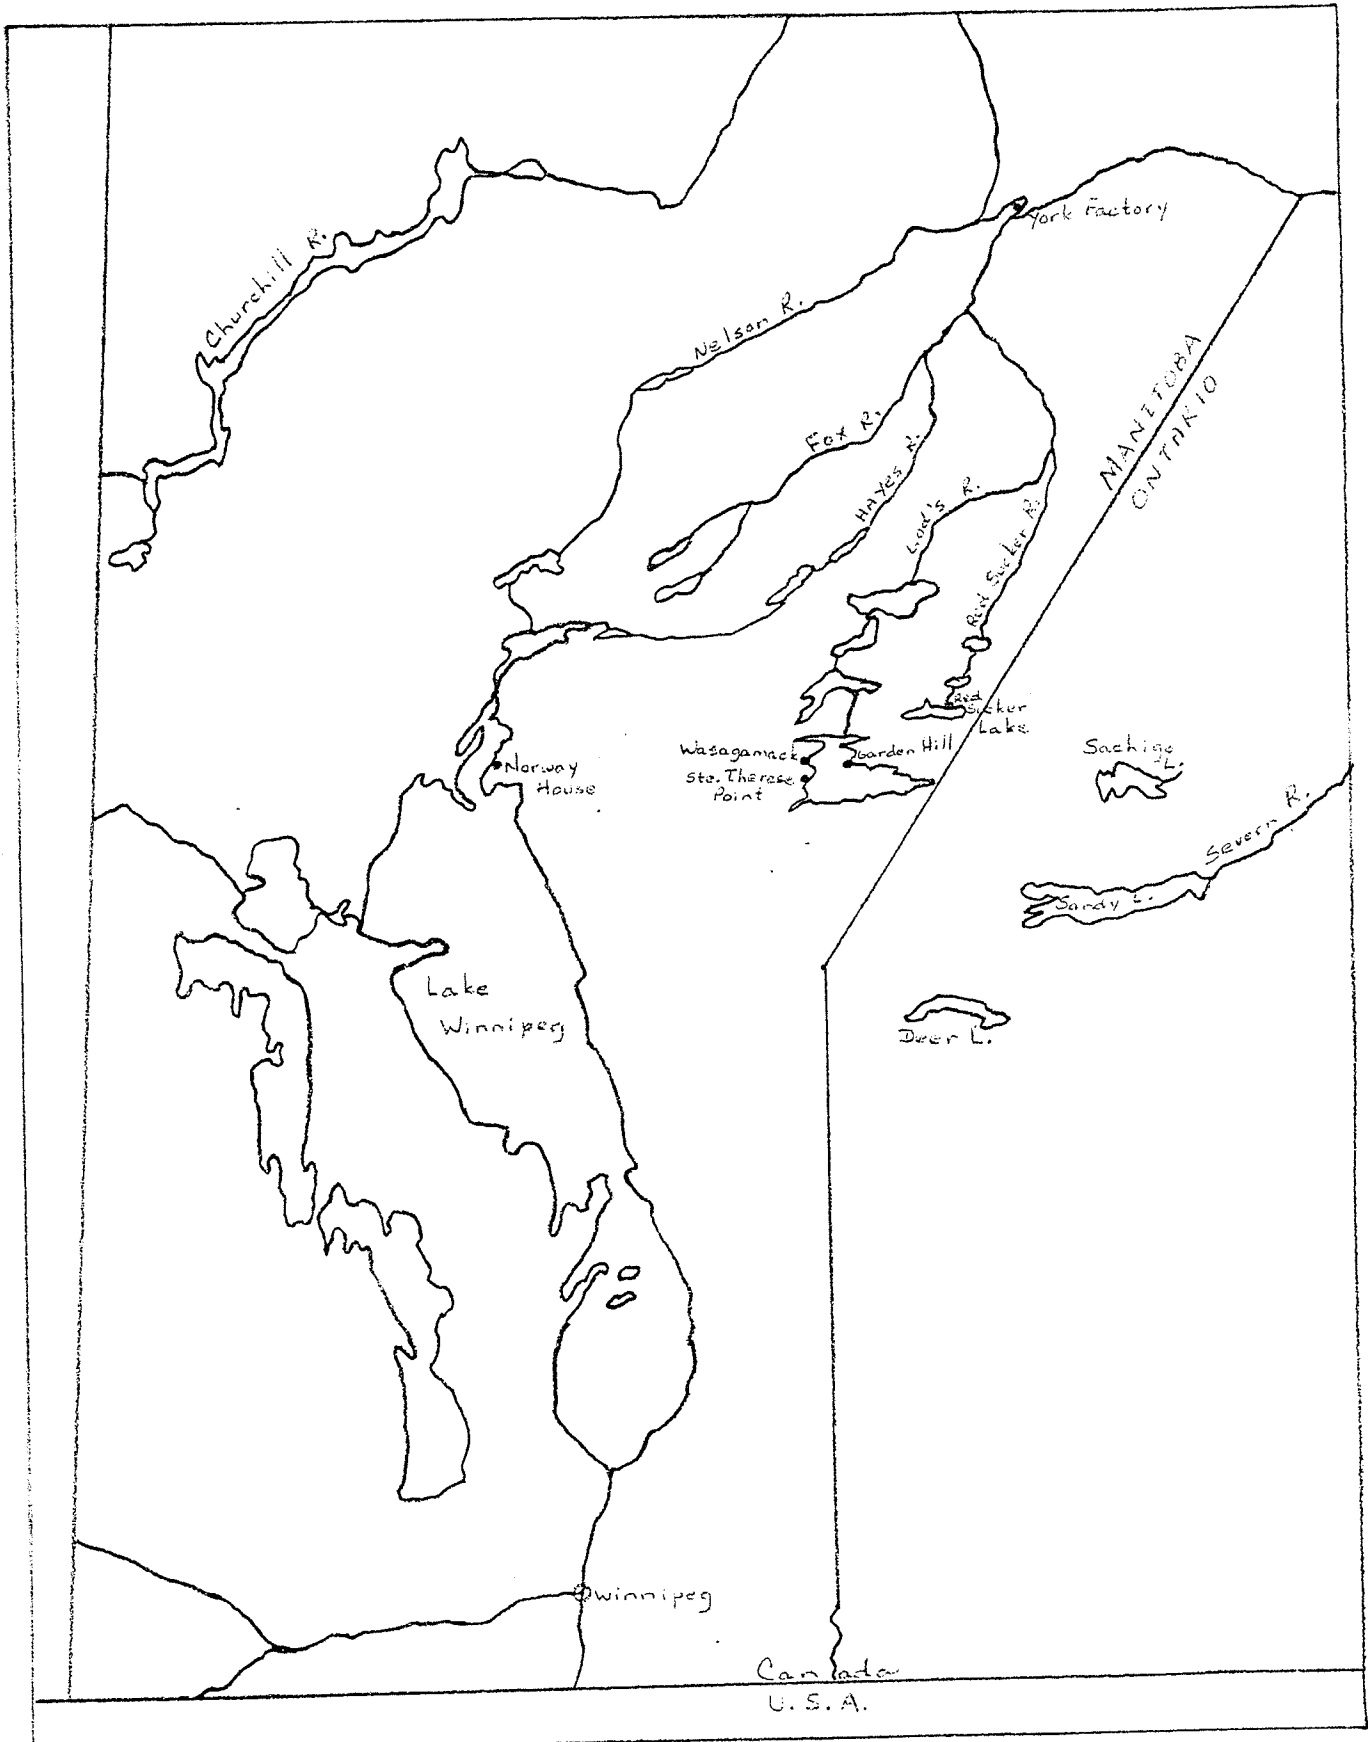 York Factory
Churchill R.
Nelson R.
MANITOBA
ONTARIO
Fox R.
HAYES R.
God's R.
Red Sucker R.
Red
Sucker
Lake
Wasagamack
Garden Hill
Ste. Therese
Point
Sachigo
L.
Norway
House
Severn R.
Sandy L.
Lake
Winnipeg
Deer L.
Winnipeg
Canada
U.S.A.